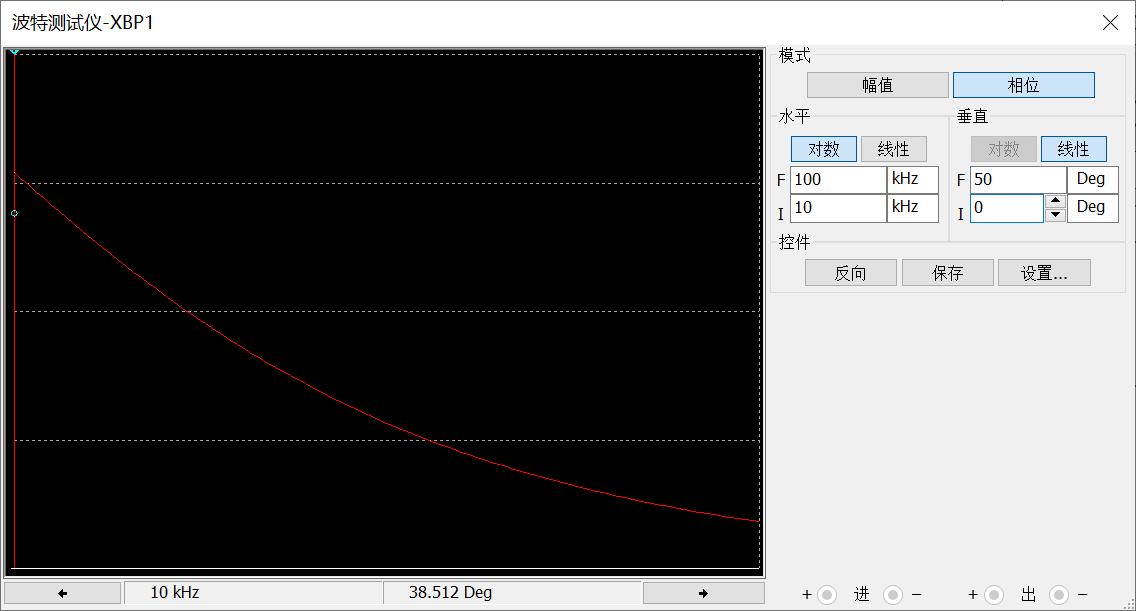 波特测试仪-XBP1
模式
幅值 相位
水平 垂直
对数 线性 对数 线性
F 100 kHz F 50 Deg
I 10 kHz I 0 Deg
控件
反向 保存 设置...
10 kHz 38.512 Deg + 进 − + 出 −